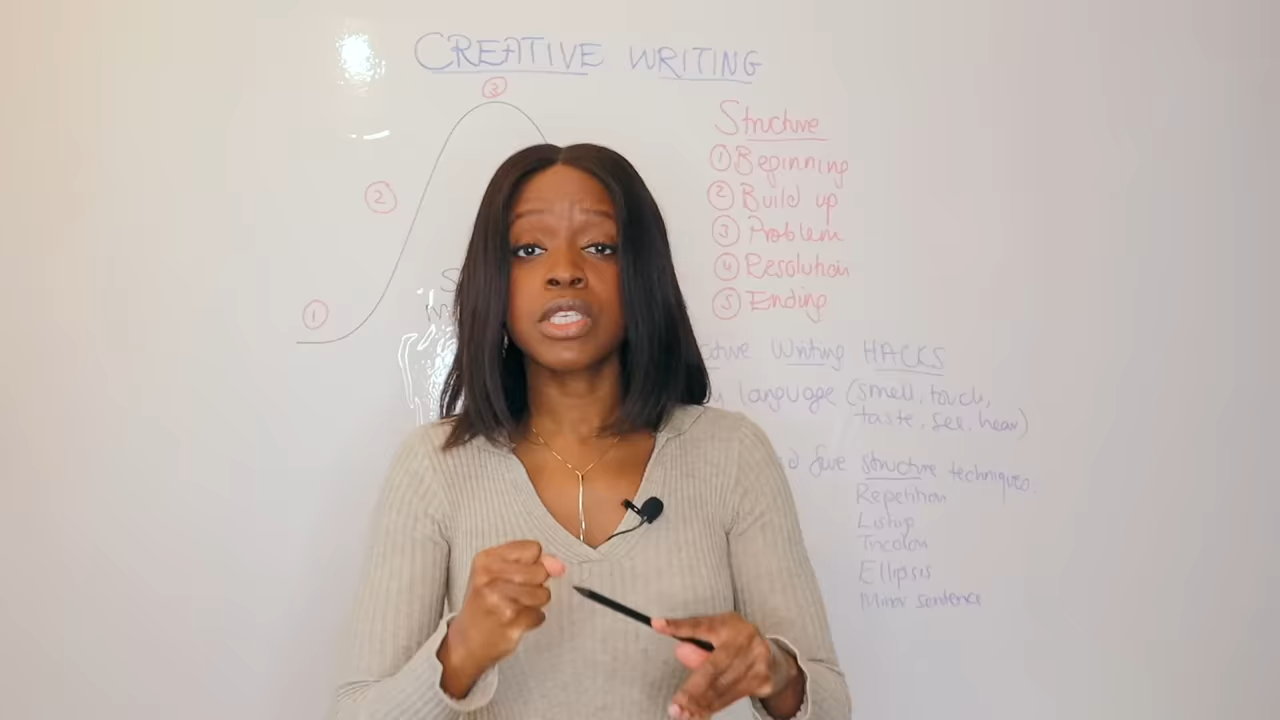 CREATIVE WRITING
3
2
1
S
Structure
1 Beginning
2 Build up
3 Problem
4 Resolution
5 Ending
Writing HACKS
language (smell, touch,
taste, see, hear)
five structure techniques.
Repetition
Listing
Tricolon
Ellipsis
Minor sentence